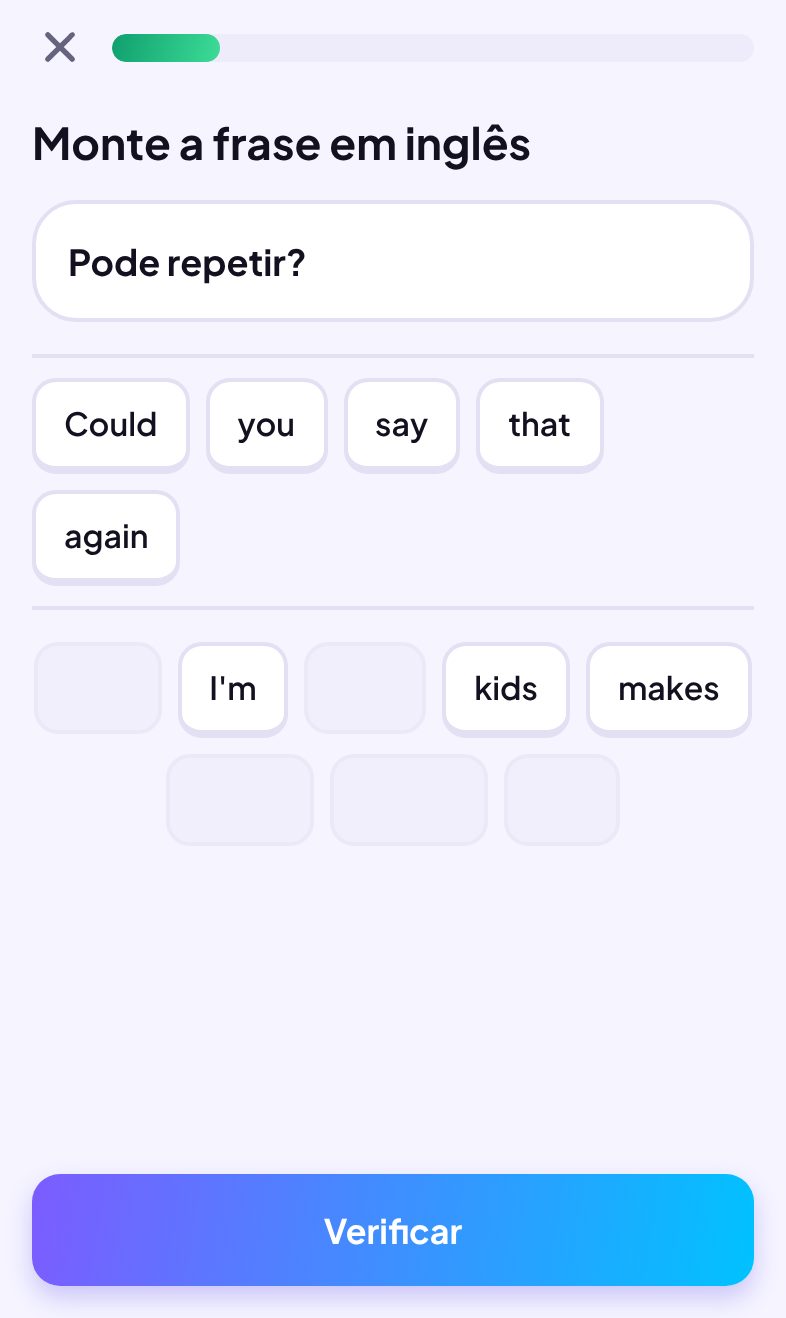 Monte a frase em inglês
Pode repetir?
Could you say that
again
I'm kids makes
Verificar